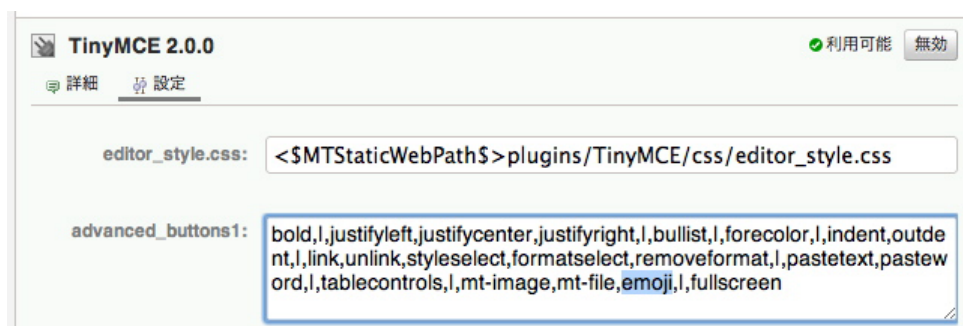 TinyMCE 2.0.0
利用可能 無効
詳細 設定
editor_style.css: <$MTStaticWebPath$>plugins/TinyMCE/css/editor_style.css
advanced_buttons1: bold,l,justifyleft,justifycenter,justifyright,l,bullist,l,forecolor,l,indent,outde
nt,l,link,unlink,styleselect,formatselect,removeformat,l,pastetext,pastew
ord,l,tablecontrols,l,mt-image,mt-file,emoji,l,fullscreen